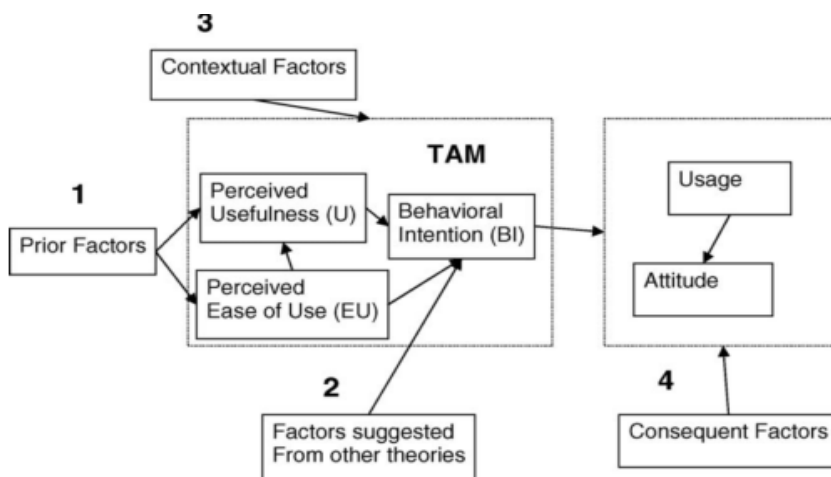 3
Contextual Factors
TAM
1
Perceived
Usefulness (U)
Behavioral
Intention (BI)
Usage
Prior Factors
Perceived
Ease of Use (EU)
Attitude
2
4
Factors suggested
From other theories
Consequent Factors